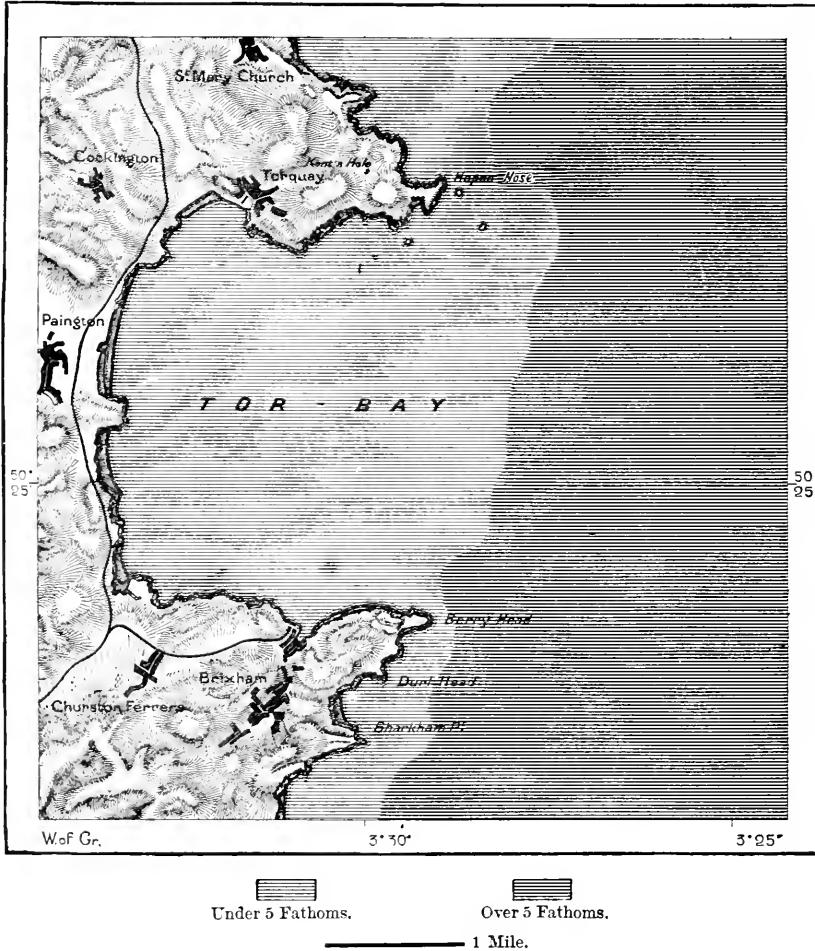 St Mary Church
Cockington
Kent's Hole
Torquay
Hope's Nose
Paington
TOR-BAY
50°
25
50
25
Berry Head
Brixham
Durl Head
Churston Ferrers
Sharkham Pt
W. of Gr.
3°30'
3°25'
Under 5 Fathoms.
Over 5 Fathoms.
1 Mile.